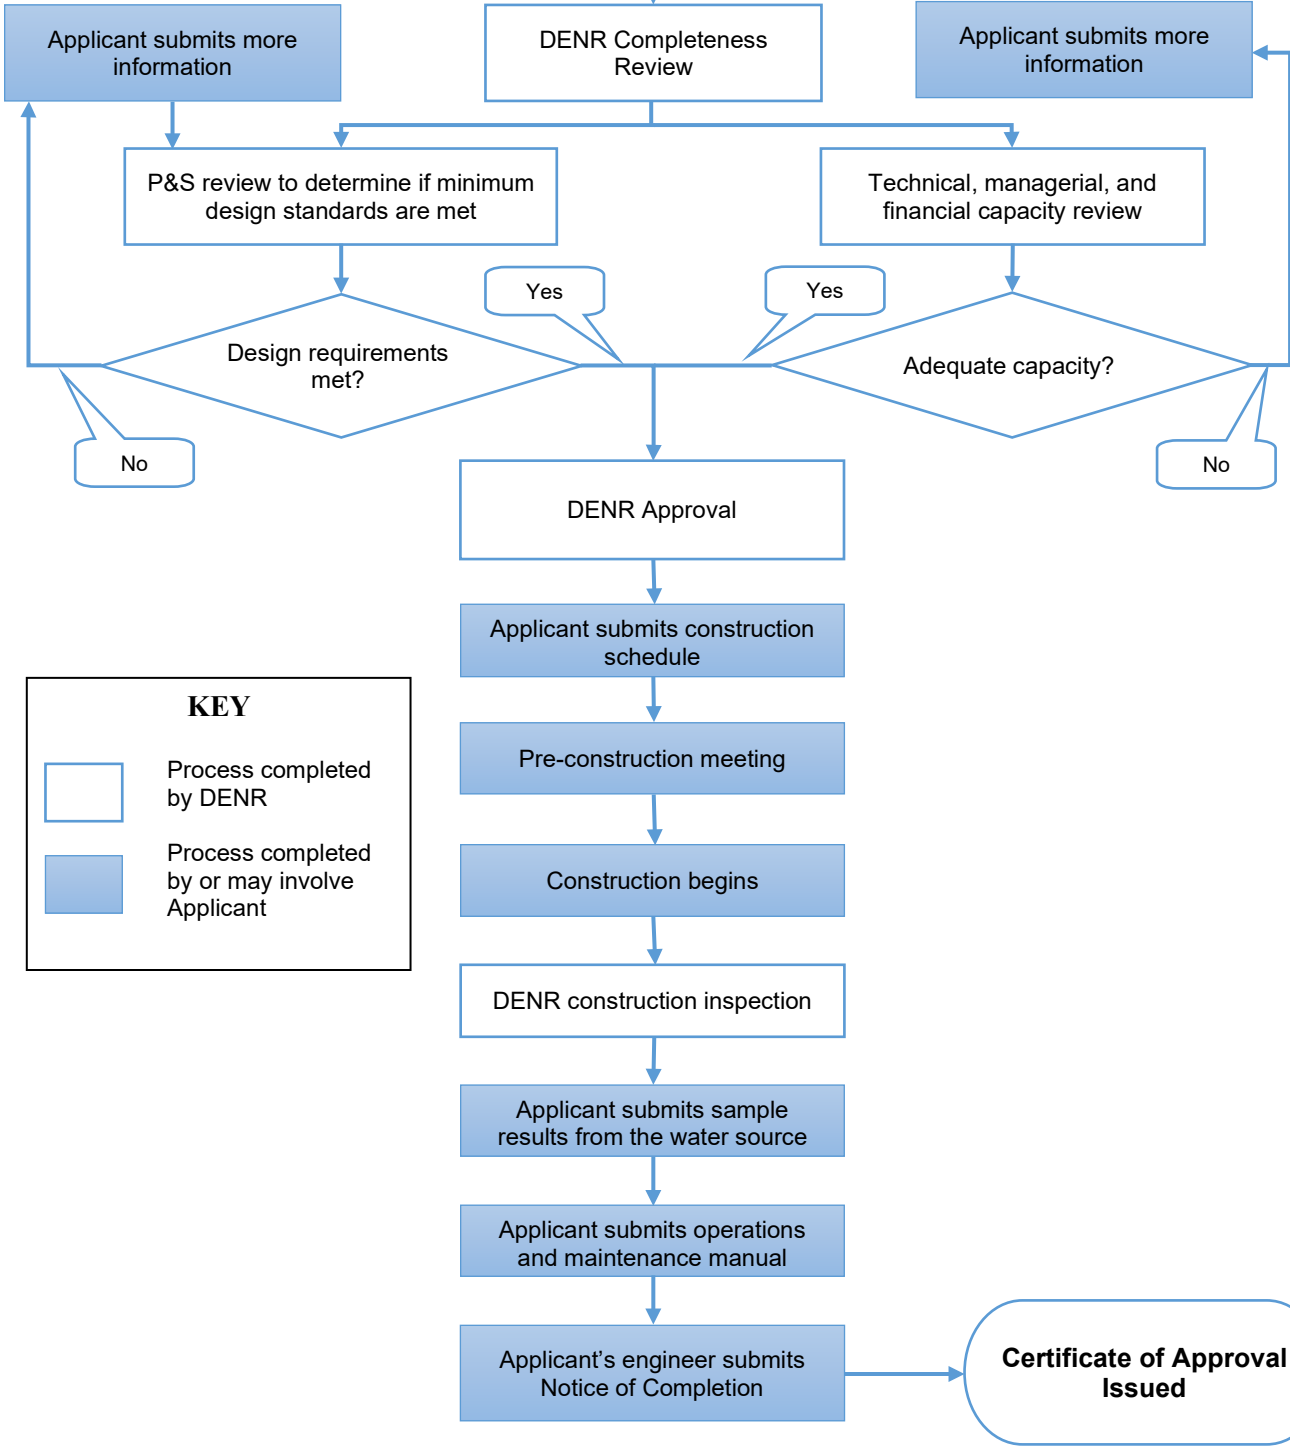 Applicant submits more
information
DENR Completeness
Review
Applicant submits more
information
P&S review to determine if minimum
design standards are met
Technical, managerial, and
financial capacity review
Yes
Yes
Design requirements
met?
Adequate capacity?
No
No
DENR Approval
Applicant submits construction
schedule
KEY
Process completed
by DENR
Process completed
by or may involve
Applicant
Pre-construction meeting
Construction begins
DENR construction inspection
Applicant submits sample
results from the water source
Applicant submits operations
and maintenance manual
Applicant’s engineer submits
Notice of Completion
Certificate of Approval
Issued